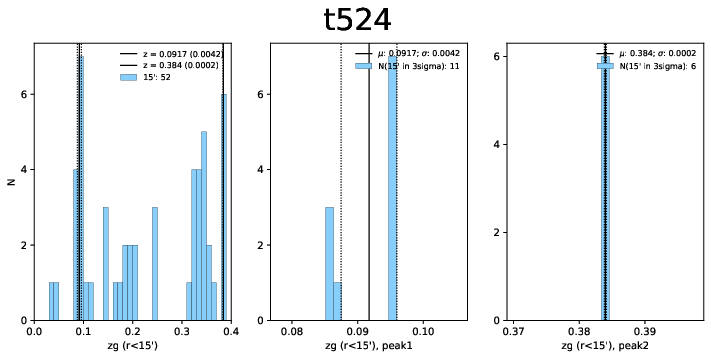 t524
z = 0.0917 (0.0042)
z = 0.384 (0.0002)
15': 52
N
6
4
2
0
0.0
0.1
0.2
0.3
0.4
zg (r<15')
μ: 0.0917; σ: 0.0042
N(15' in 3sigma): 11
6
4
2
0
0.08
0.09
0.10
zg (r<15'), peak1
μ: 0.384; σ: 0.0002
N(15' in 3sigma): 6
6
5
4
3
2
1
0
0.37
0.38
0.39
zg (r<15'), peak2